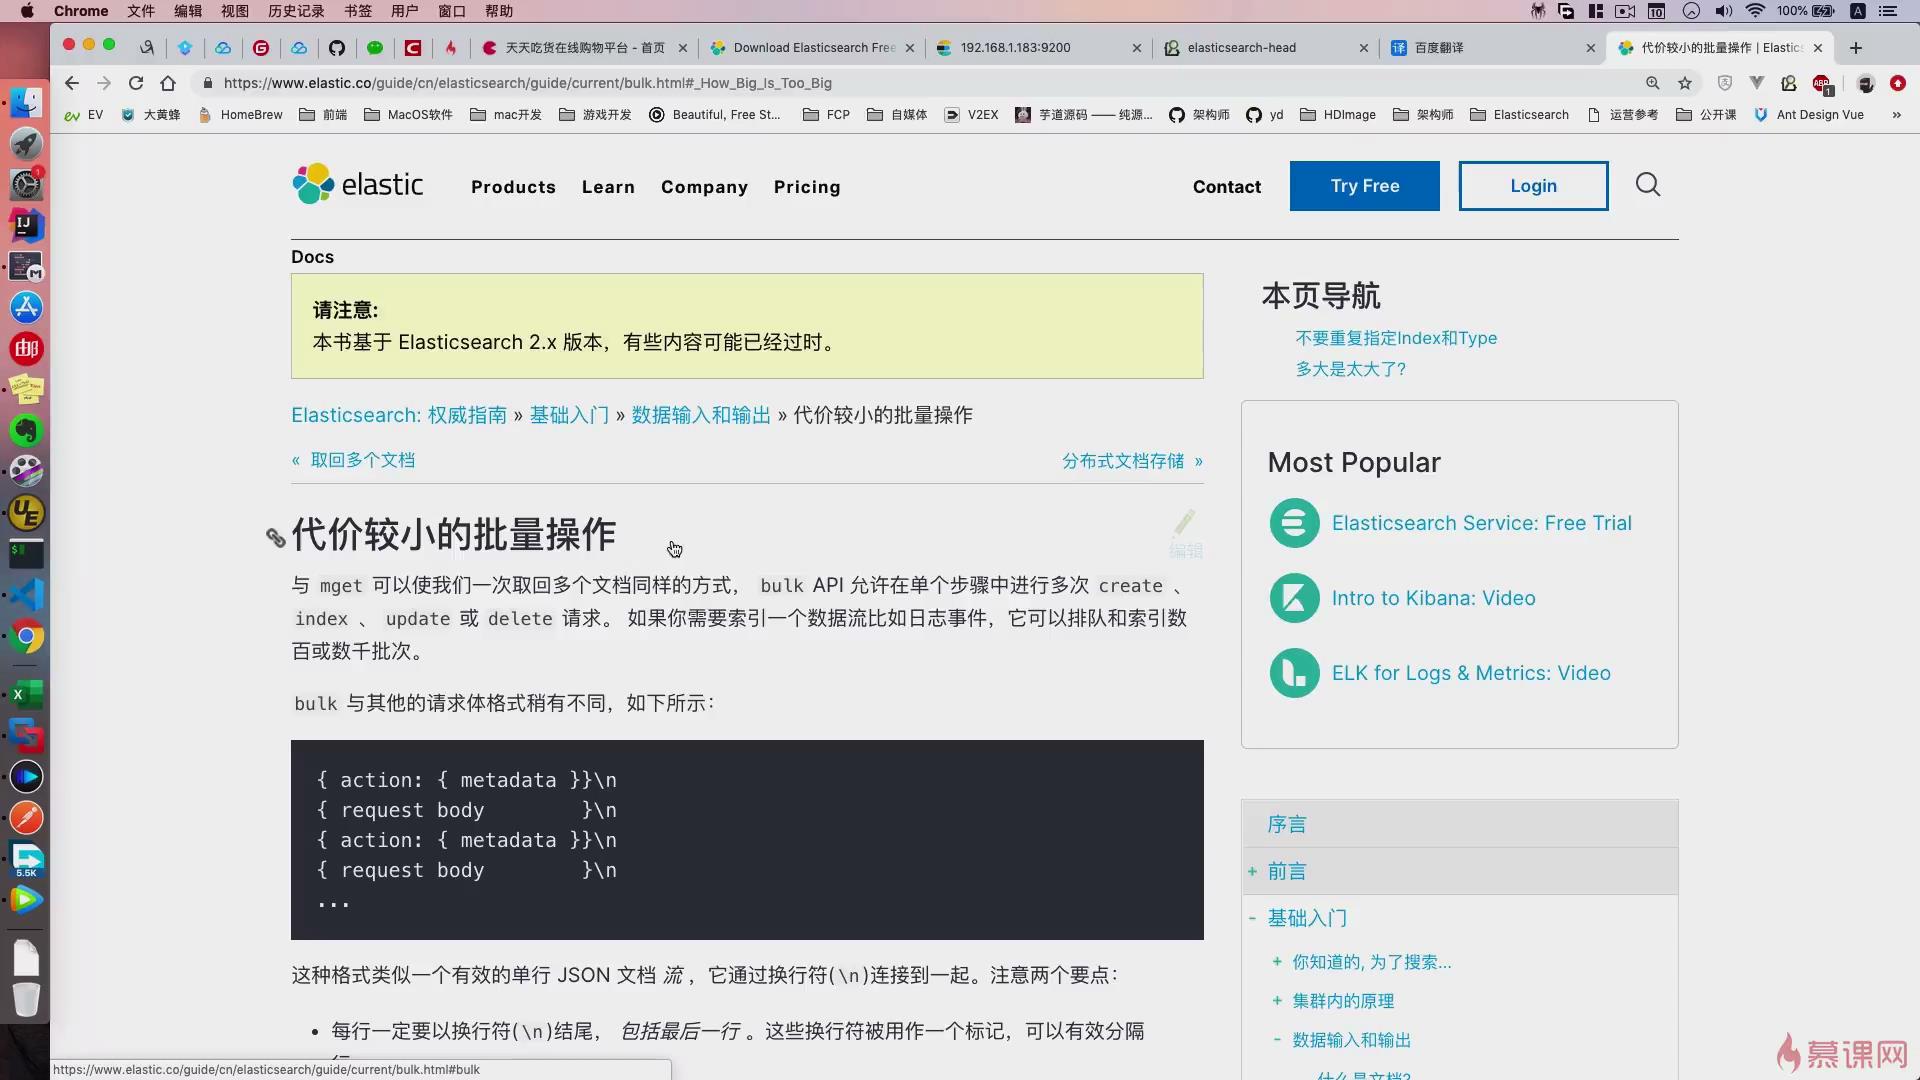 Chrome 文件 编辑 视图 历史记录 书签 用户 窗口 帮助 10 100% A
天天吃货在线购物平台 - 首页
Download Elasticsearch Free
192.168.1.183:9200
elasticsearch-head
译 百度翻译
代价较小的批量操作 | Elastics
https://www.elastic.co/guide/cn/elasticsearch/guide/current/bulk.html#_How_Big_Is_Too_Big
EV 大黄蜂 HomeBrew 前端 MacOS软件 mac开发 游戏开发 Beautiful, Free St... FCP 自媒体 V2EX 芋道源码 —— 纯源... 架构师 yd HDImage 架构师 Elasticsearch 运营参考 公开课 Ant Design Vue »
elastic Products Learn Company Pricing Contact Try Free Login
Docs
请注意:
本书基于 Elasticsearch 2.x 版本，有些内容可能已经过时。
Elasticsearch: 权威指南 » 基础入门 » 数据输入和输出 » 代价较小的批量操作
« 取回多个文档
分布式文档存储 »
代价较小的批量操作
编辑
与 mget 可以使我们一次取回多个文档同样的方式， bulk API 允许在单个步骤中进行多次 create 、
index 、 update 或 delete 请求。 如果你需要索引一个数据流比如日志事件，它可以排队和索引数
百或数千批次。
bulk 与其他的请求体格式稍有不同，如下所示：
{ action: { metadata }}\n
{ request body        }\n
{ action: { metadata }}\n
{ request body        }\n
...
这种格式类似一个有效的单行 JSON 文档 流 ，它通过换行符(\n)连接到一起。注意两个要点：
• 每行一定要以换行符(\n)结尾， 包括最后一行 。这些换行符被用作一个标记，可以有效分隔
本页导航
不要重复指定Index和Type
多大是太大了?
Most Popular
Elasticsearch Service: Free Trial
Intro to Kibana: Video
ELK for Logs & Metrics: Video
序言
+ 前言
- 基础入门
+ 你知道的, 为了搜索...
+ 集群内的原理
- 数据输入和输出
什么是文档?
https://www.elastic.co/guide/cn/elasticsearch/guide/current/bulk.html#bulk
慕课网